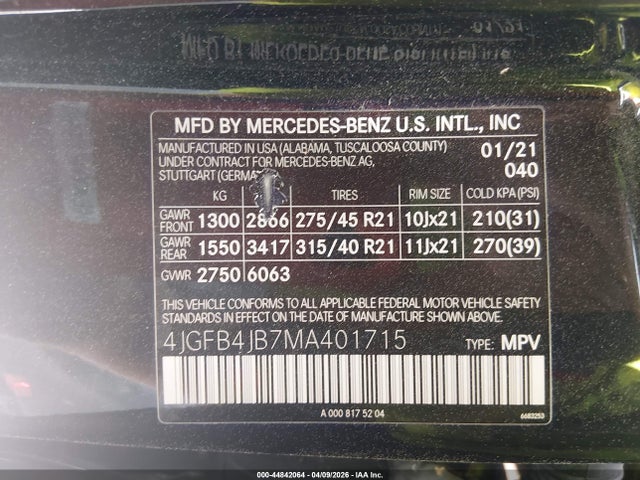 MFD BY MERCEDES-BENZ U.S. INTL., INC
MANUFACTURED IN USA (ALABAMA, TUSCALOOSA COUNTY) 01/21
UNDER CONTRACT FOR MERCEDES-BENZ AG,
STUTTGART (GERMA 040
KG TIRES RIM SIZE COLD KPA (PSI)
GAWR FRONT 1300 2866 275/45 R21 10Jx21 210(31)
GAWR REAR 1550 3417 315/40 R21 11Jx21 270(39)
GVWR 2750 6063
THIS VEHICLE CONFORMS TO ALL APPLICABLE FEDERAL MOTOR VEHICLE SAFETY
STANDARDS IN EFFECT ON THE DATE OF MANUFACTURE SHOWN ABOVE.
4JGFB4JB7MA401715 TYPE: MPV
A 000 817 52 04 6683253
000-44842064 - 04/09/2026 - IAA Inc.